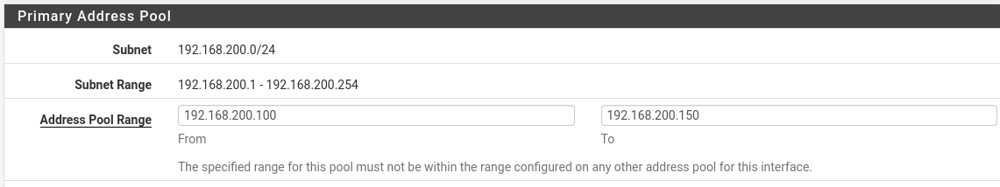 Primary Address Pool
Subnet 192.168.200.0/24
Subnet Range 192.168.200.1 - 192.168.200.254
Address Pool Range 192.168.200.100 192.168.200.150
From To
The specified range for this pool must not be within the range configured on any other address pool for this interface.